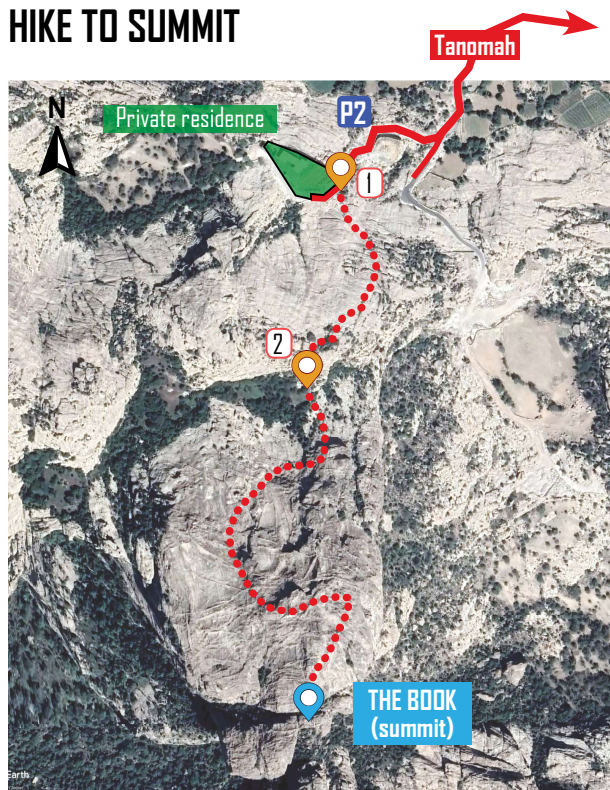 HIKE TO SUMMIT
Tanomah
N
Private residence
P2
1
2
THE BOOK
(summit)
Earth